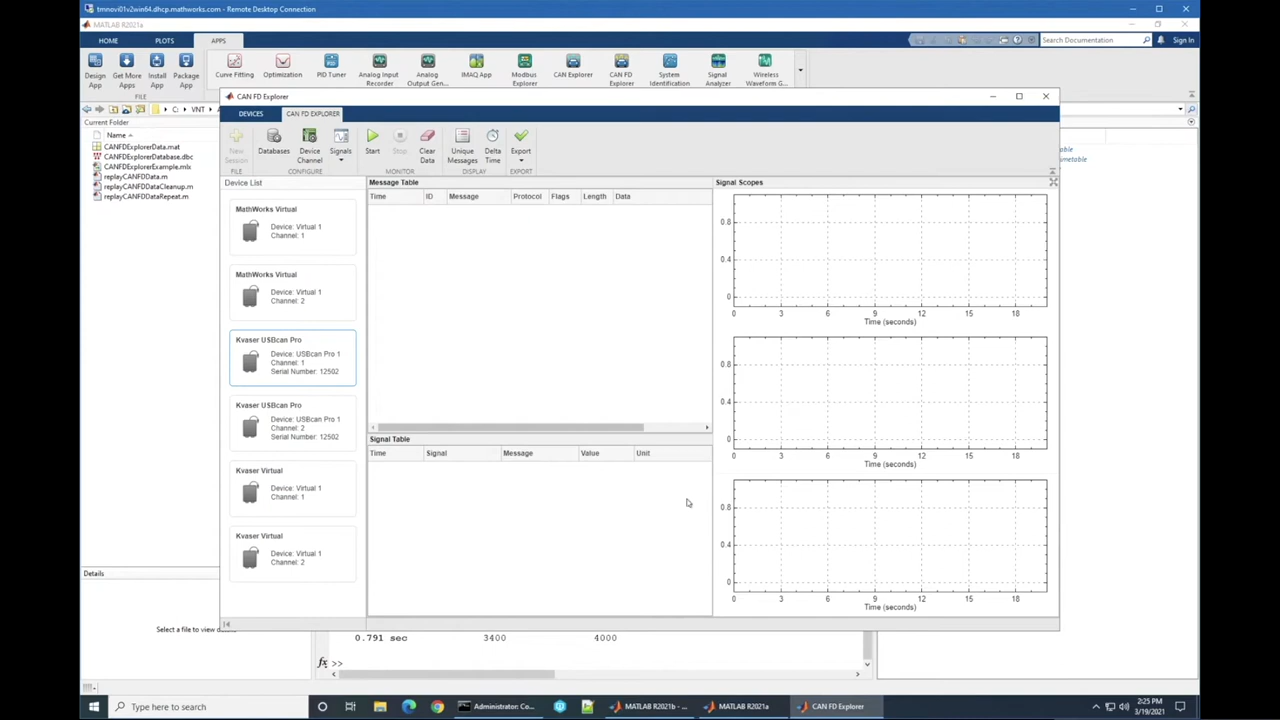 tmnovi01v2win64.dhcp.mathworks.com - Remote Desktop Connection
MATLAB R2021a
HOME PLOTS APPS
Search Documentation
Sign In
Design App
Get More Apps
Install App
Package App
Curve Fitting
Optimization
PID Tuner
Analog Input Recorder
Analog Output Gen...
IMAQ App
Modbus Explorer
CAN Explorer
CAN FD Explorer
System Identification
Signal Analyzer
Wireless Waveform G...
FILE
C: VNT
Current Folder
Name
CANFDExplorerData.mat
CANFDExplorerDatabase.dbc
CANFDExplorerExample.mlx
replayCANFDData.m
replayCANFDDataCleanup.m
replayCANFDDataRepeat.m
Details
Select a file to view
CAN FD Explorer
DEVICES CAN FD EXPLORER
New Session
Databases
Device Channel
Signals
Start
Stop
Clear Data
Unique Messages
Delta Time
Export
FILE CONFIGURE MONITOR DISPLAY EXPORT
Device List
MathWorks Virtual
Device: Virtual 1
Channel: 1
MathWorks Virtual
Device: Virtual 1
Channel: 2
Kvaser USBcan Pro
Device: USBcan Pro 1
Channel: 1
Serial Number: 12502
Kvaser USBcan Pro
Device: USBcan Pro 1
Channel: 2
Serial Number: 12502
Kvaser Virtual
Device: Virtual 1
Channel: 1
Kvaser Virtual
Device: Virtual 1
Channel: 2
Message Table
Time ID Message Protocol Flags Length Data
Signal Table
Time Signal Message Value Unit
Signal Scopes
0.8
0.4
0
0 3 6 9 12 15 18
Time (seconds)
0.8
0.4
0
0 3 6 9 12 15 18
Time (seconds)
0.8
0.4
0
0 3 6 9 12 15 18
Time (seconds)
0.791 sec 3400 4000
fx >>
Type here to search
Administrator: Co...
MATLAB R2021b - ...
MATLAB R2021a
CAN FD Explorer
2:25 PM
3/19/2021